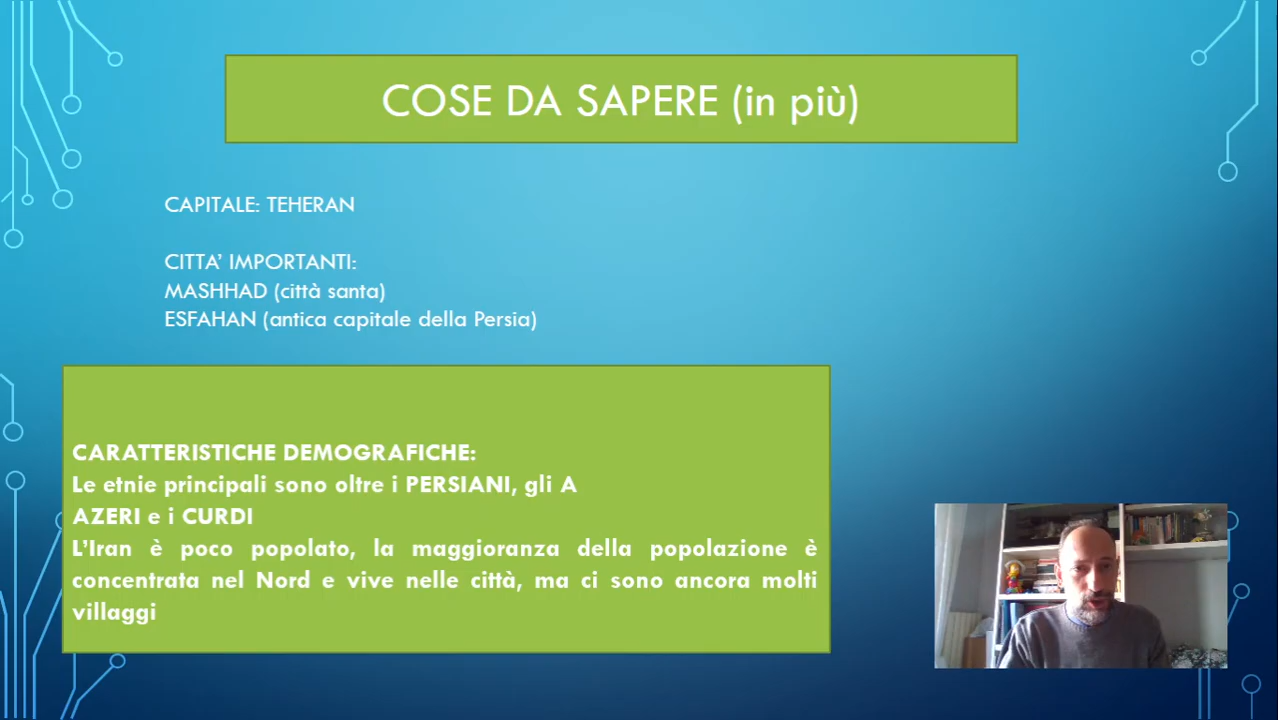 COSE DA SAPERE (in più)
CAPITALE: TEHERAN
CITTA’ IMPORTANTI:
MASHHAD (città santa)
ESFAHAN (antica capitale della Persia)
CARATTERISTICHE DEMOGRAFICHE:
Le etnie principali sono oltre i PERSIANI, gli A
AZERI e i CURDI
L’Iran è poco popolato, la maggioranza della popolazione è
concentrata nel Nord e vive nelle città, ma ci sono ancora molti
villaggi